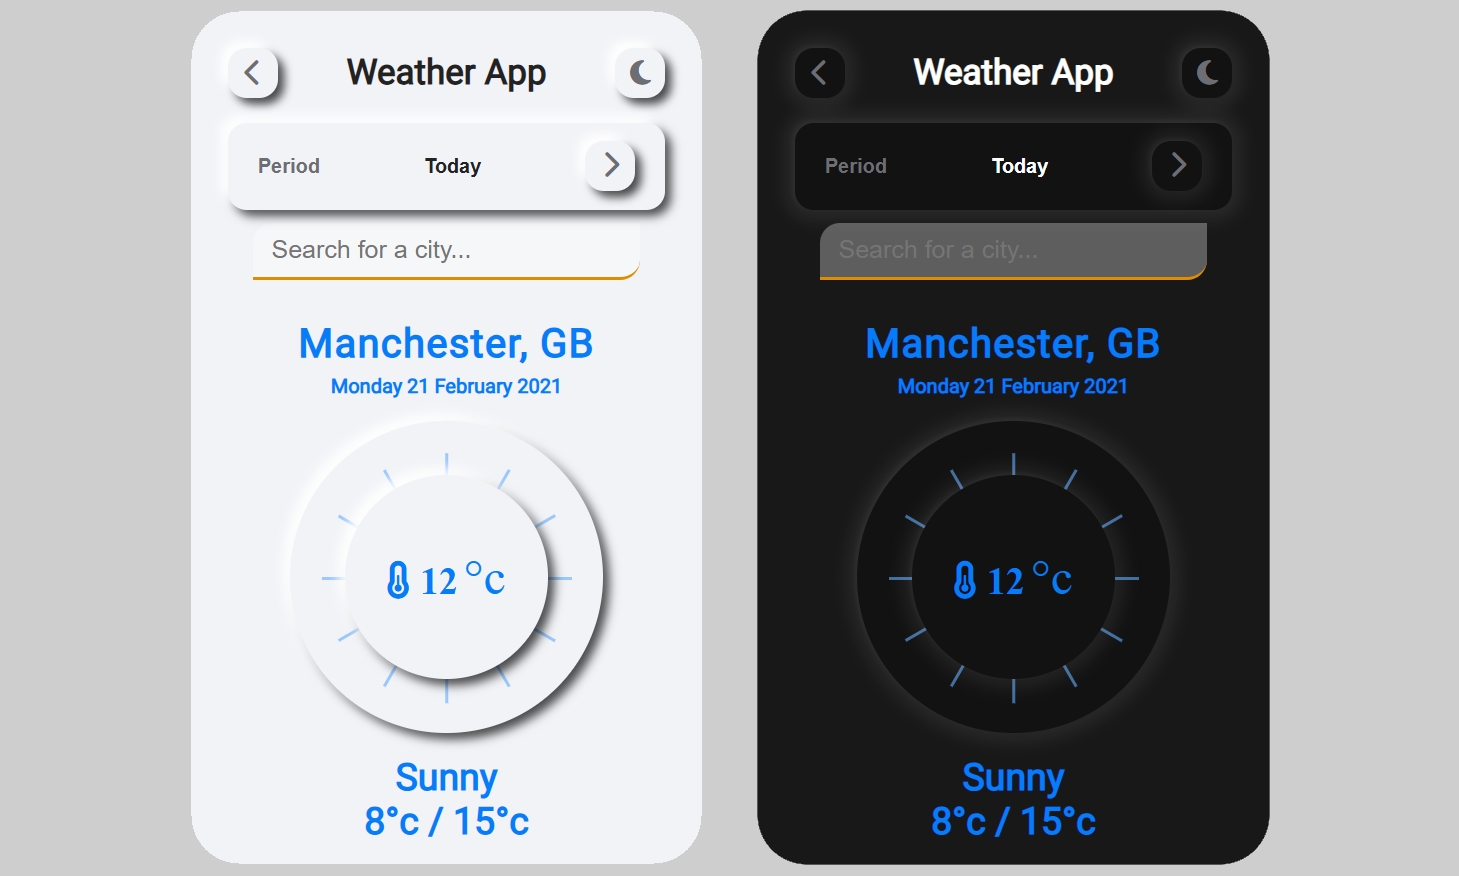 Weather App
Period Today
Search for a city...
Manchester, GB
Monday 21 February 2021
12 °c
Sunny
8°c / 15°c
Weather App
Period Today
Search for a city...
Manchester, GB
Monday 21 February 2021
12 °c
Sunny
8°c / 15°c